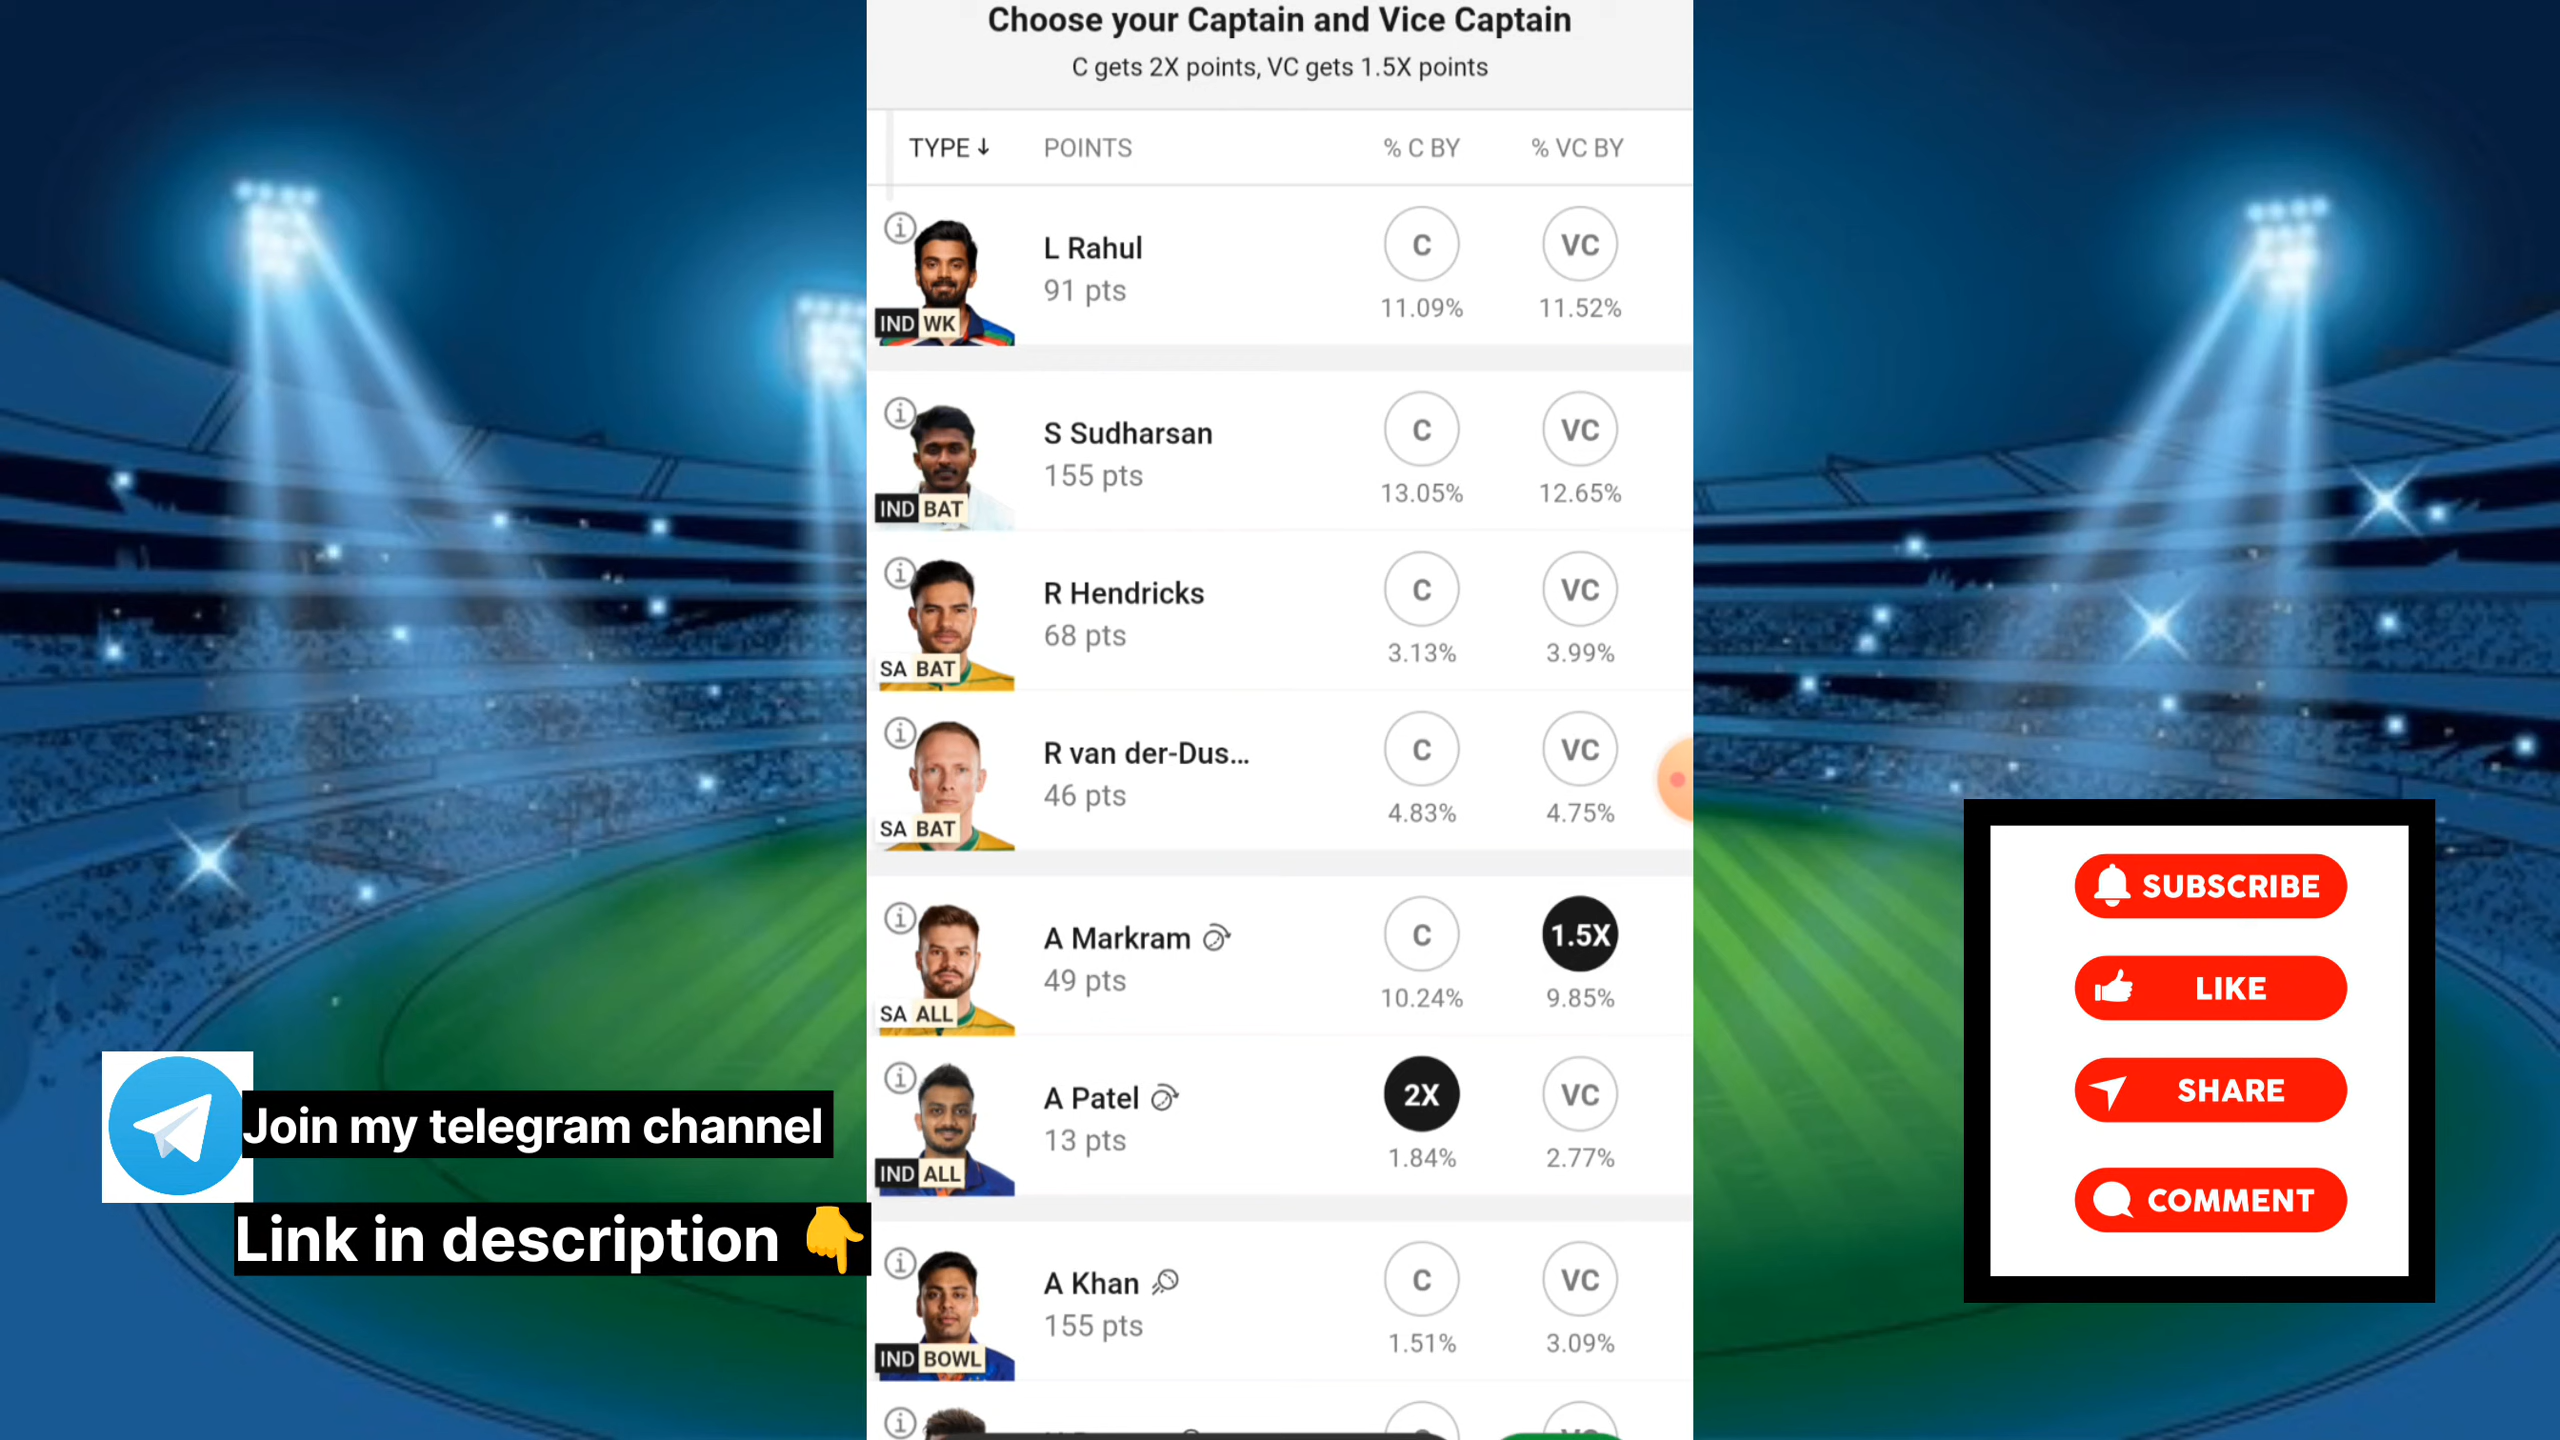 Choose your Captain and Vice Captain
C gets 2X points, VC gets 1.5X points
TYPE ↓ POINTS % C BY % VC BY
L Rahul
91 pts
C VC
11.09% 11.52%
IND WK
S Sudharsan
155 pts
C VC
13.05% 12.65%
IND BAT
R Hendricks
68 pts
C VC
3.13% 3.99%
SA BAT
R van der-Dus...
46 pts
C VC
4.83% 4.75%
SA BAT
A Markram
49 pts
C 1.5X
10.24% 9.85%
SA ALL
A Patel
13 pts
2X VC
1.84% 2.77%
IND ALL
A Khan
155 pts
C VC
1.51% 3.09%
IND BOWL
Join my telegram channel
Link in description 👇
SUBSCRIBE
LIKE
SHARE
COMMENT